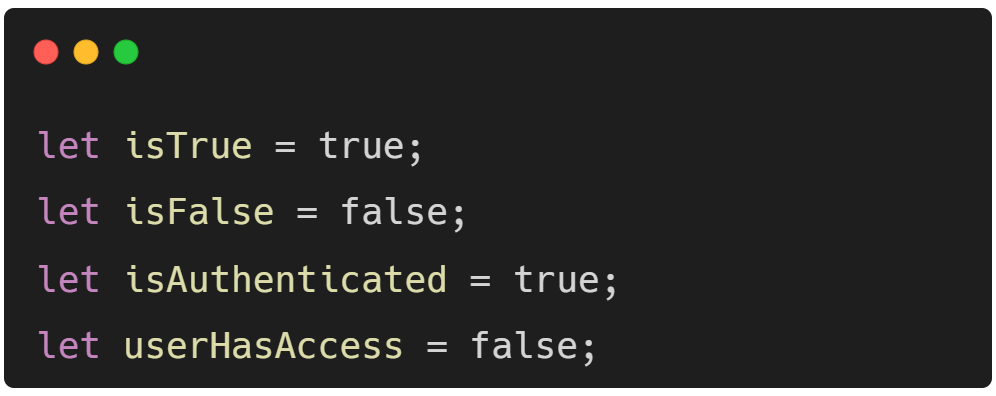 let isTrue = true;
let isFalse = false;
let isAuthenticated = true;
let userHasAccess = false;